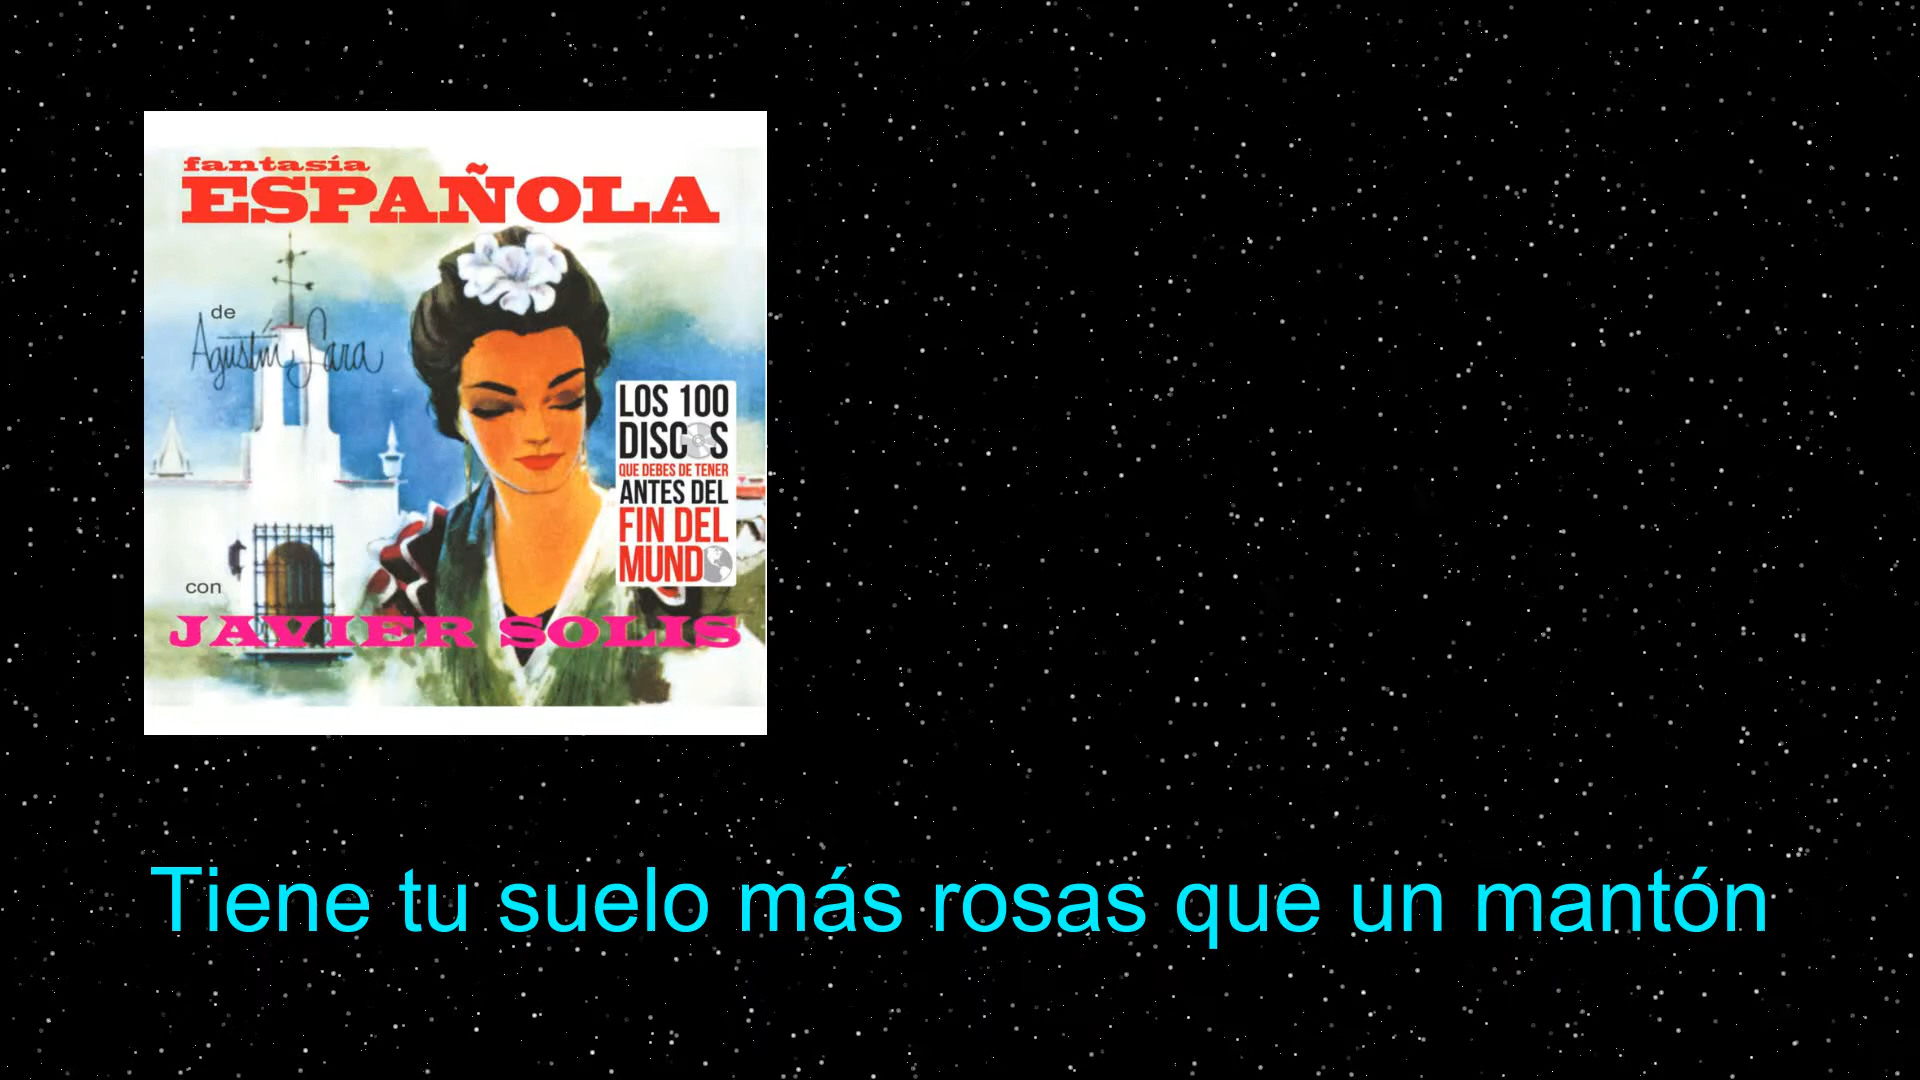 fantasía
ESPAÑOLA
de
Agustín Lara
LOS 100
DISCOS
QUE DEBES DE TENER
ANTES DEL
FIN DEL
MUNDO
con
JAVIER SOLIS
Tiene tu suelo más rosas que un mantón